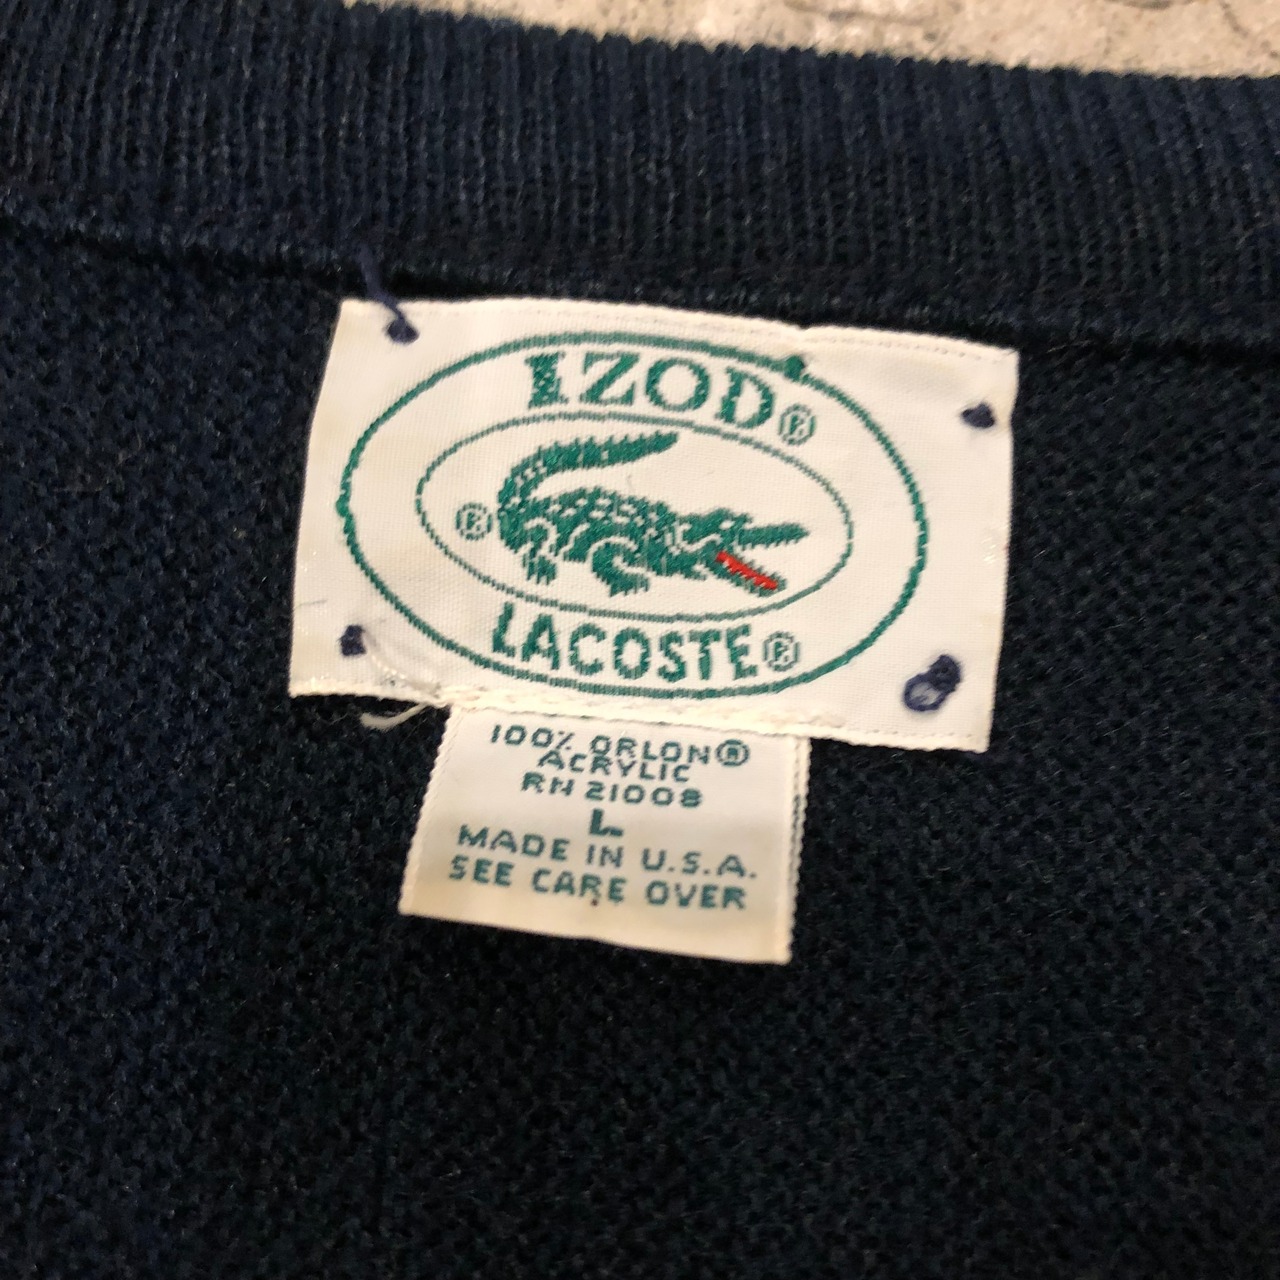 IZOD®
®
LACOSTE®
100% ORLON®
ACRYLIC
RN 21008
L
MADE IN U.S.A.
SEE CARE OVER